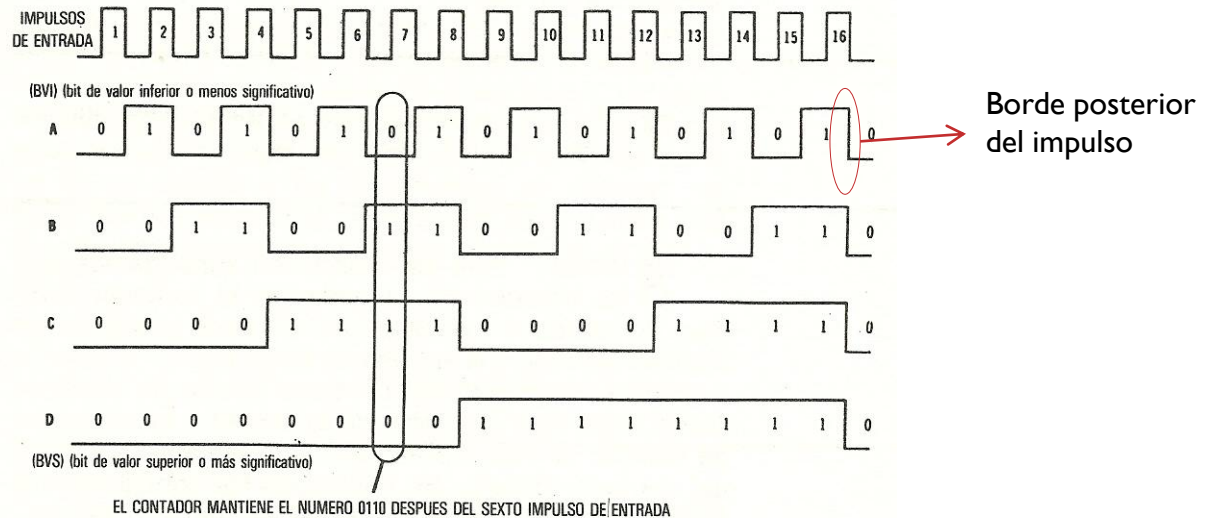 IMPULSOS
DE ENTRADA 1 2 3 4 5 6 7 8 9 10 11 12 13 14 15 16
(BVI) (bit de valor inferior o menos significativo)
A 0 1 0 1 0 1 0 1 0 1 0 1 0 1 0 1 0
Borde posterior
del impulso
B 0 0 1 1 0 0 1 1 0 0 1 1 0 0 1 1 0
C 0 0 0 0 1 1 1 1 0 0 0 0 1 1 1 1 0
D 0 0 0 0 0 0 0 0 1 1 1 1 1 1 1 1 0
(BVS) (bit de valor superior o más significativo)
EL CONTADOR MANTIENE EL NUMERO 0110 DESPUES DEL SEXTO IMPULSO DE ENTRADA